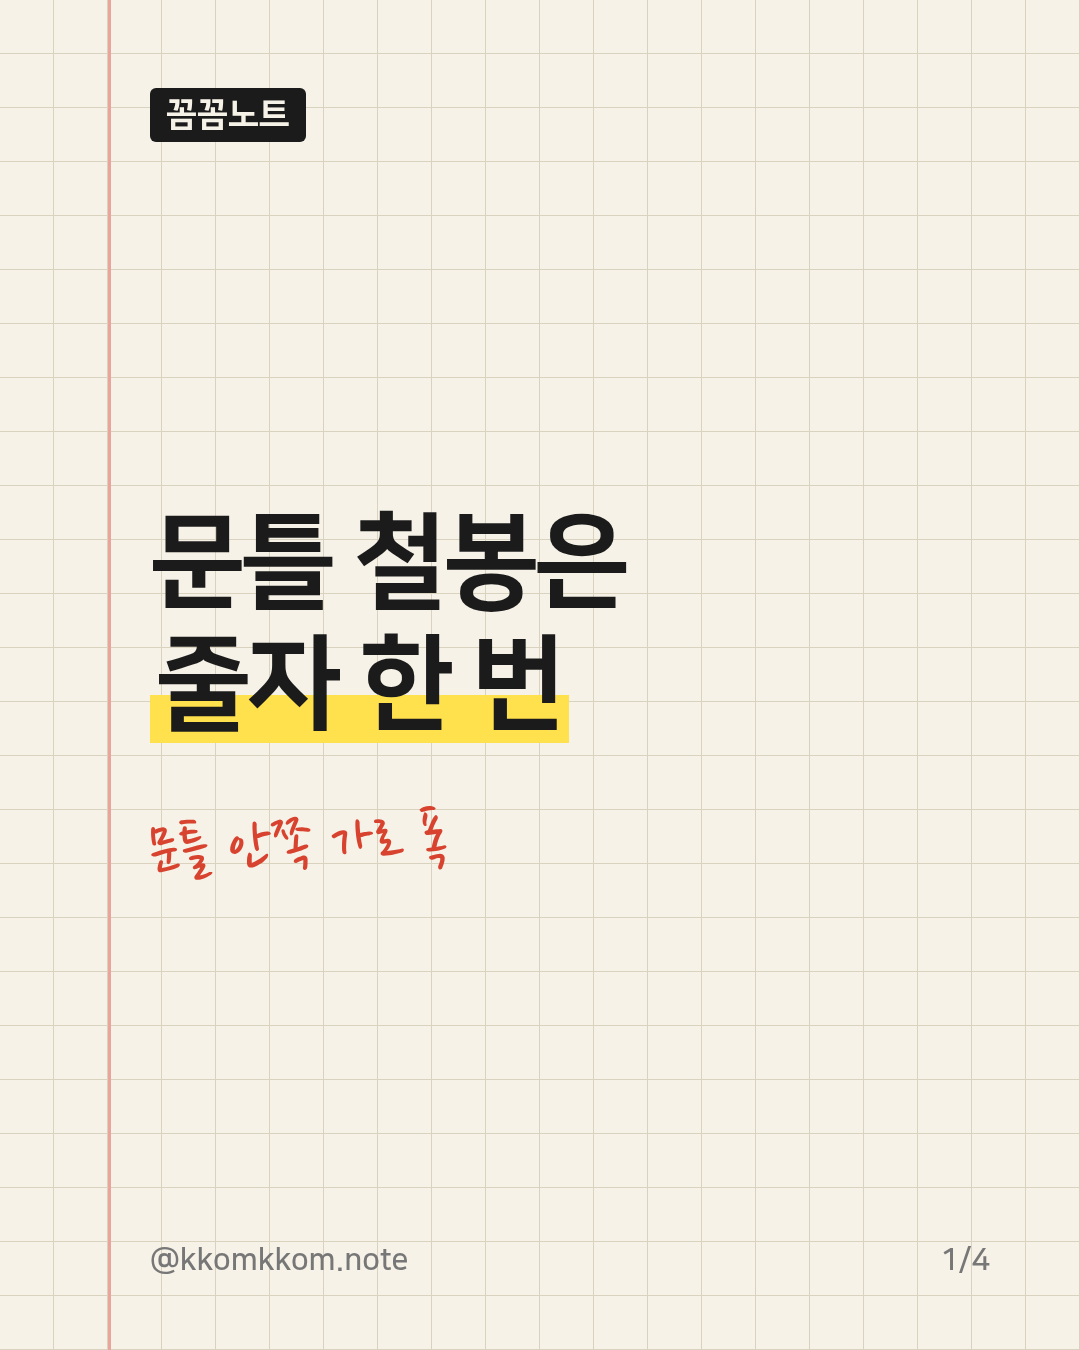 꼼꼼노트
문틀 철봉은
줄자 한 번
문틀 안쪽 가로 폭
@kkomkkom.note
1/4